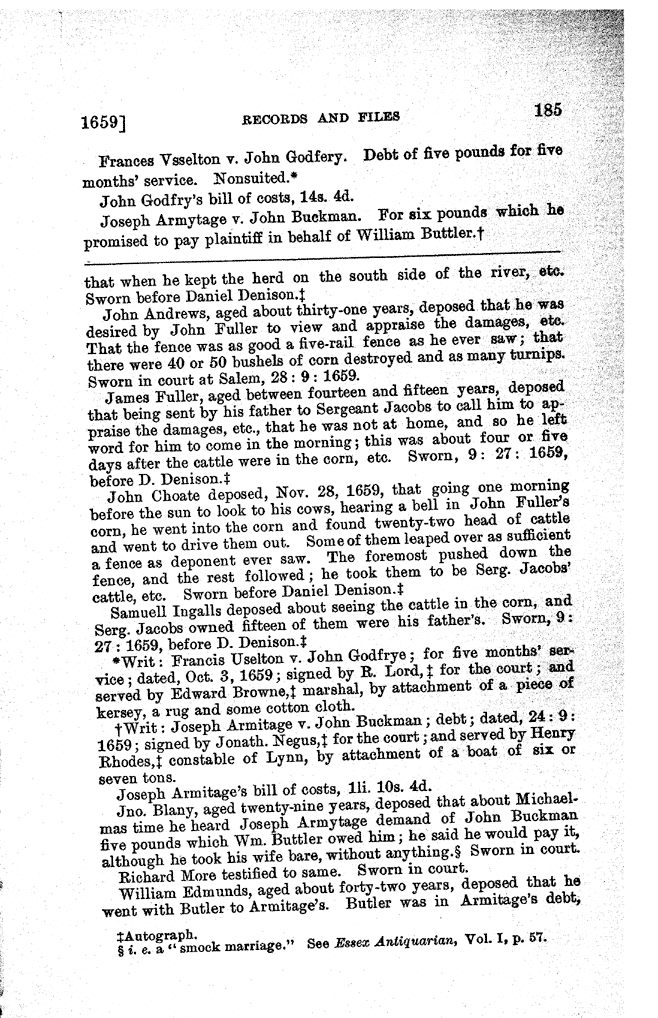 1659] RECORDS AND FILES 185
Frances Vsselton v. John Godfery. Debt of five pounds for five
months' service. Nonsuited.*
John Godfry's bill of costs, 14s. 4d.
Joseph Armytage v. John Buckman. For six pounds which he
promised to pay plaintiff in behalf of William Buttler.†
that when he kept the herd on the south side of the river, etc.
Sworn before Daniel Denison.‡
John Andrews, aged about thirty-one years, deposed that he was
desired by John Fuller to view and appraise the damages, etc.
That the fence was as good a five-rail fence as he ever saw; that
there were 40 or 50 bushels of corn destroyed and as many turnips.
Sworn in court at Salem, 28: 9: 1659.
James Fuller, aged between fourteen and fifteen years, deposed
that being sent by his father to Sergeant Jacobs to call him to ap-
praise the damages, etc., that he was not at home, and so he left
word for him to come in the morning; this was about four or five
days after the cattle were in the corn, etc. Sworn, 9: 27: 1659,
before D. Denison.‡
John Choate deposed, Nov. 28, 1659, that going one morning
before the sun to look to his cows, hearing a bell in John Fuller's
corn, he went into the corn and found twenty-two head of cattle
and went to drive them out. Some of them leaped over as sufficient
a fence as deponent ever saw. The foremost pushed down the
fence, and the rest followed; he took them to be Serg. Jacobs'
cattle, etc. Sworn before Daniel Denison.‡
Samuell Ingalls deposed about seeing the cattle in the corn, and
Serg. Jacobs owned fifteen of them were his father's. Sworn, 9:
27: 1659, before D. Denison.‡
*Writ: Francis Uselton v. John Godfrye; for five months' ser-
vice; dated, Oct. 3, 1659; signed by R. Lord,‡ for the court; and
served by Edward Browne,‡ marshal, by attachment of a piece of
kersey, a rug and some cotton cloth.
†Writ: Joseph Armitage v. John Buckman; debt; dated, 24: 9:
1659; signed by Jonath. Negus,‡ for the court; and served by Henry
Rhodes,‡ constable of Lynn, by attachment of a boat of six or
seven tons.
Joseph Armitage's bill of costs, 1li. 10s. 4d.
Jno. Blany, aged twenty-nine years, deposed that about Michael-
mas time he heard Joseph Armytage demand of John Buckman
five pounds which Wm. Buttler owed him; he said he would pay it,
although he took his wife bare, without anything.§ Sworn in court.
Richard More testified to same. Sworn in court.
William Edmunds, aged about forty-two years, deposed that he
went with Butler to Armitage's. Butler was in Armitage's debt,
‡Autograph.
§ i. e. a "smock marriage." See Essex Antiquarian, Vol. I, p. 57.